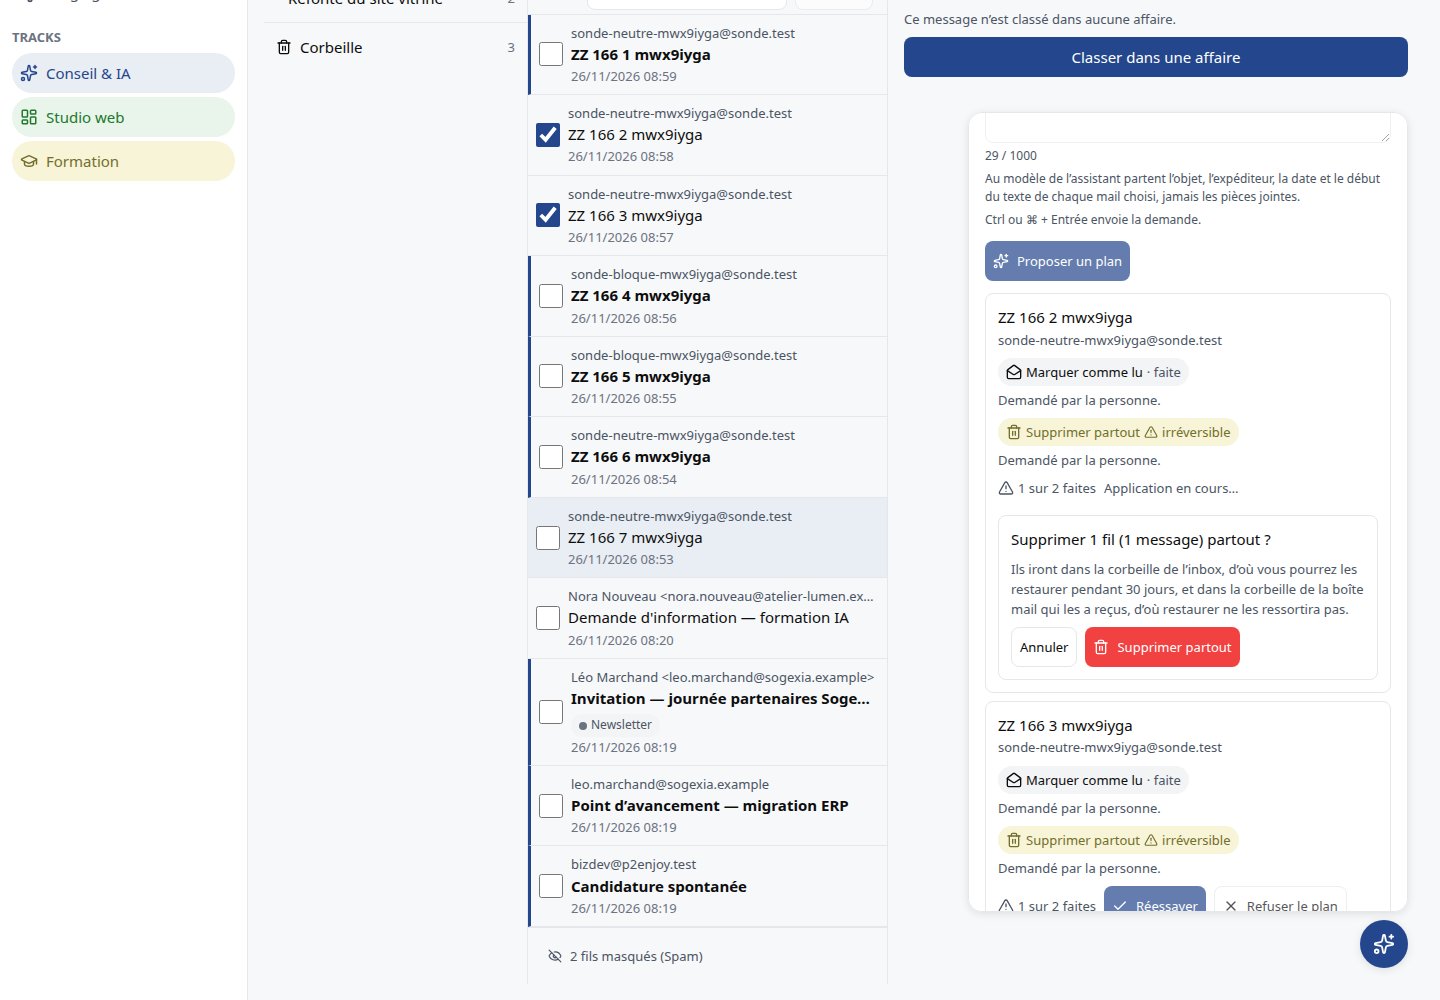 TRACKS
Conseil & IA
Studio web
Formation
Refonte du site vitrine
2
Corbeille
3
sonde-neutre-mwx9iyga@sonde.test
ZZ 166 1 mwx9iyga
26/11/2026 08:59
sonde-neutre-mwx9iyga@sonde.test
ZZ 166 2 mwx9iyga
26/11/2026 08:58
sonde-neutre-mwx9iyga@sonde.test
ZZ 166 3 mwx9iyga
26/11/2026 08:57
sonde-bloque-mwx9iyga@sonde.test
ZZ 166 4 mwx9iyga
26/11/2026 08:56
sonde-bloque-mwx9iyga@sonde.test
ZZ 166 5 mwx9iyga
26/11/2026 08:55
sonde-neutre-mwx9iyga@sonde.test
ZZ 166 6 mwx9iyga
26/11/2026 08:54
sonde-neutre-mwx9iyga@sonde.test
ZZ 166 7 mwx9iyga
26/11/2026 08:53
Nora Nouveau <nora.nouveau@atelier-lumen.ex...
Demande d'information — formation IA
26/11/2026 08:20
Léo Marchand <leo.marchand@sogexia.example>
Invitation — journée partenaires Soge...
Newsletter
26/11/2026 08:19
leo.marchand@sogexia.example
Point d’avancement — migration ERP
26/11/2026 08:19
bizdev@p2enjoy.test
Candidature spontanée
26/11/2026 08:19
2 fils masqués (Spam)
Ce message n’est classé dans aucune affaire.
Classer dans une affaire
29 / 1000
Au modèle de l’assistant partent l’objet, l’expéditeur, la date et le début
du texte de chaque mail choisi, jamais les pièces jointes.
Ctrl ou ⌘ + Entrée envoie la demande.
Proposer un plan
ZZ 166 2 mwx9iyga
sonde-neutre-mwx9iyga@sonde.test
Marquer comme lu · faite
Demandé par la personne.
Supprimer partout irréversible
Demandé par la personne.
1 sur 2 faites Application en cours…
Supprimer 1 fil (1 message) partout ?
Ils iront dans la corbeille de l’inbox, d’où vous pourrez les
restaurer pendant 30 jours, et dans la corbeille de la boîte
mail qui les a reçus, d’où restaurer ne les ressortira pas.
Annuler
Supprimer partout
ZZ 166 3 mwx9iyga
sonde-neutre-mwx9iyga@sonde.test
Marquer comme lu · faite
Demandé par la personne.
Supprimer partout irréversible
Demandé par la personne.
1 sur 2 faites Réessayer Refuser le plan